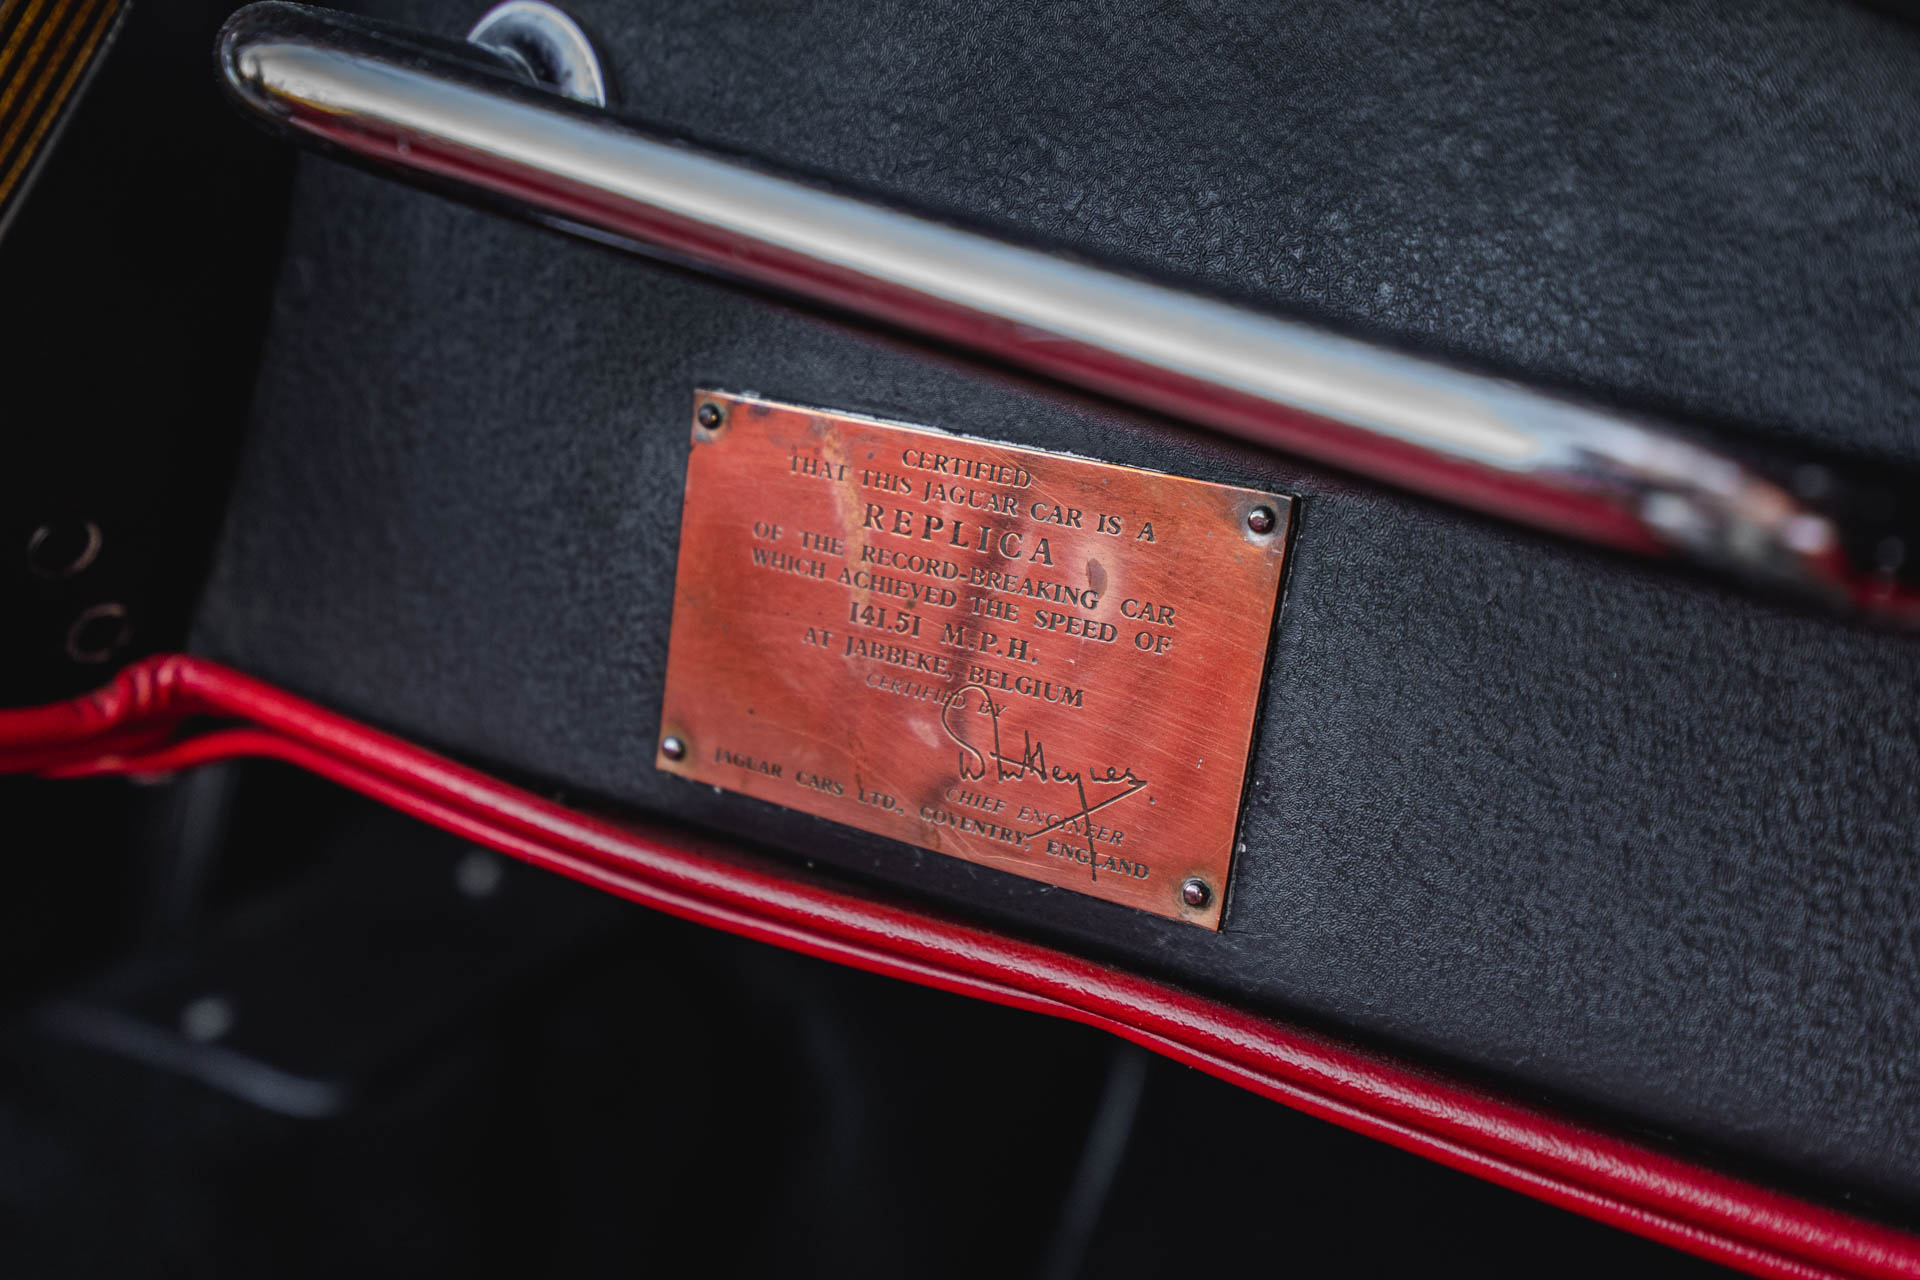 CERTIFIED
THAT THIS JAGUAR CAR IS A
REPLICA
OF THE RECORD-BREAKING CAR
WHICH ACHIEVED THE SPEED OF
141.51 M.P.H.
AT JABBEKE, BELGIUM
CERTIFIED BY
CHIEF ENGINEER
JAGUAR CARS LTD., COVENTRY, ENGLAND